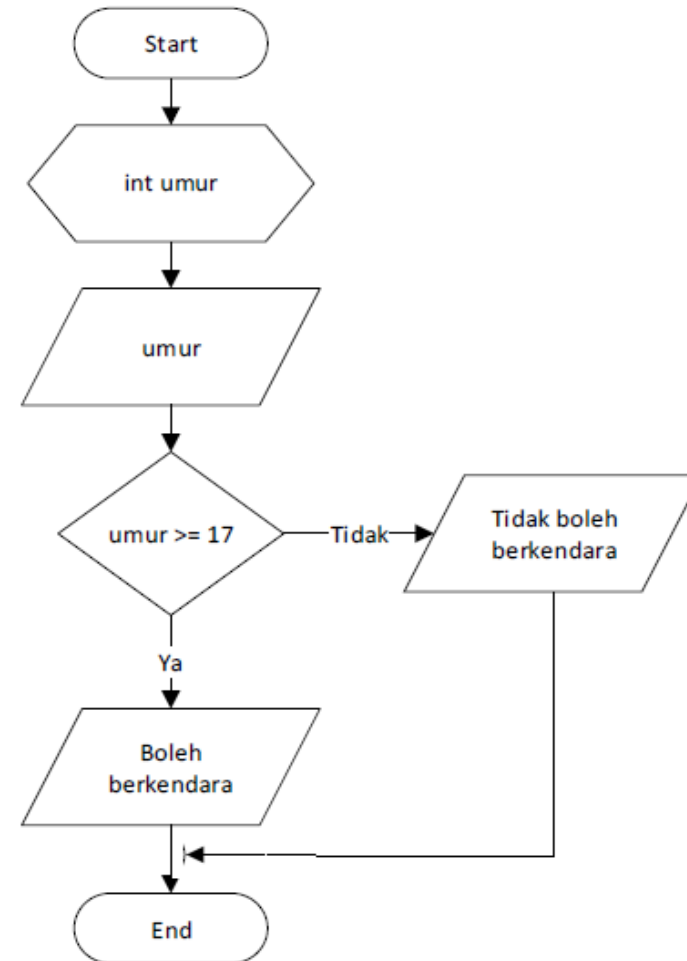 Start
int umur
umur
umur >= 17
Tidak
Tidak boleh
berkendara
Ya
Boleh
berkendara
End